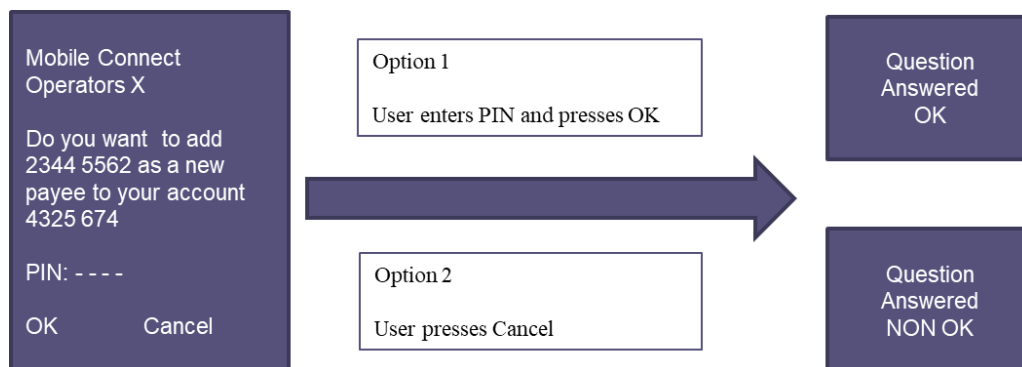 Mobile Connect
Operators X
Do you want to add
2344 5562 as a new
payee to your account
4325 674
PIN: - - - -
OK Cancel
Option 1
User enters PIN and presses OK
Option 2
User presses Cancel
Question
Answered
OK
Question
Answered
NON OK